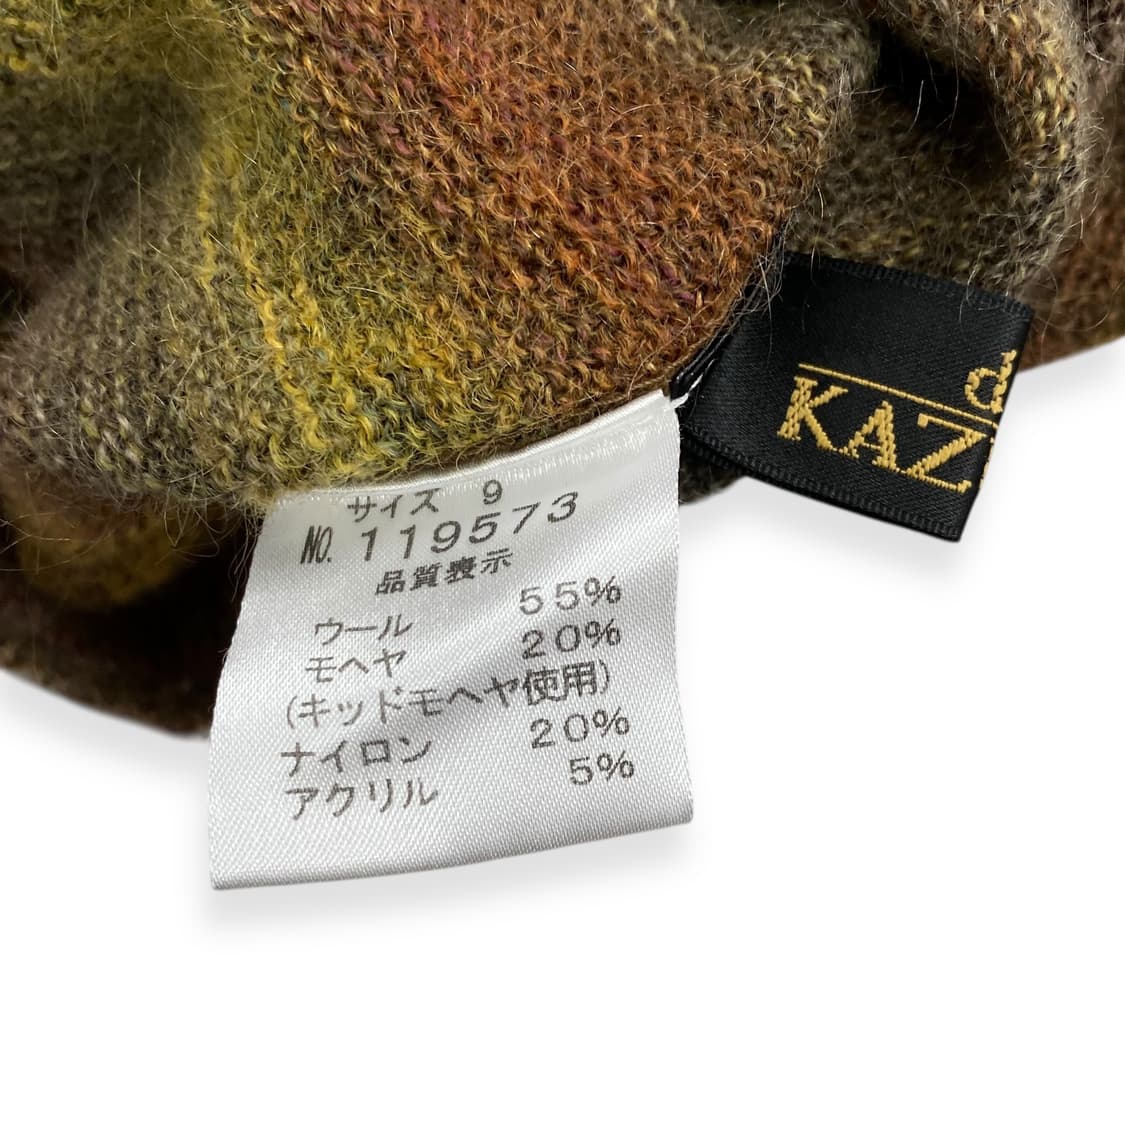 サイズ 9
NO. 119573
品質表示
ウール 55%
モヘヤ 20%
(キッドモヘヤ使用)
ナイロン 20%
アクリル 5%
KAZ